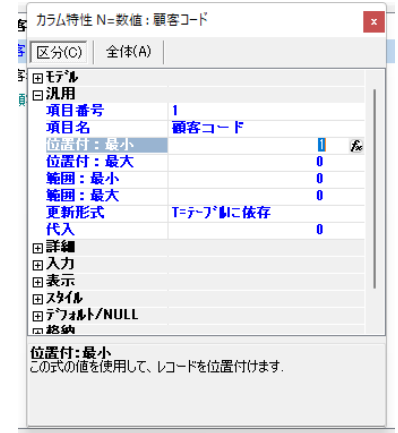 カラム特性 N=数値：顧客コード
x
区分(C) 全体(A)
モデル
汎用
項目番号 1
項目名 顧客コード
位置付：最小 1 fx
位置付：最大 0
範囲：最小 0
範囲：最大 0
更新形式 T=テーブルに依存
代入 0
詳細
入力
表示
スタイル
デフォルト/NULL
格納
位置付:最小
この式の値を使用して、レコードを位置付けます.